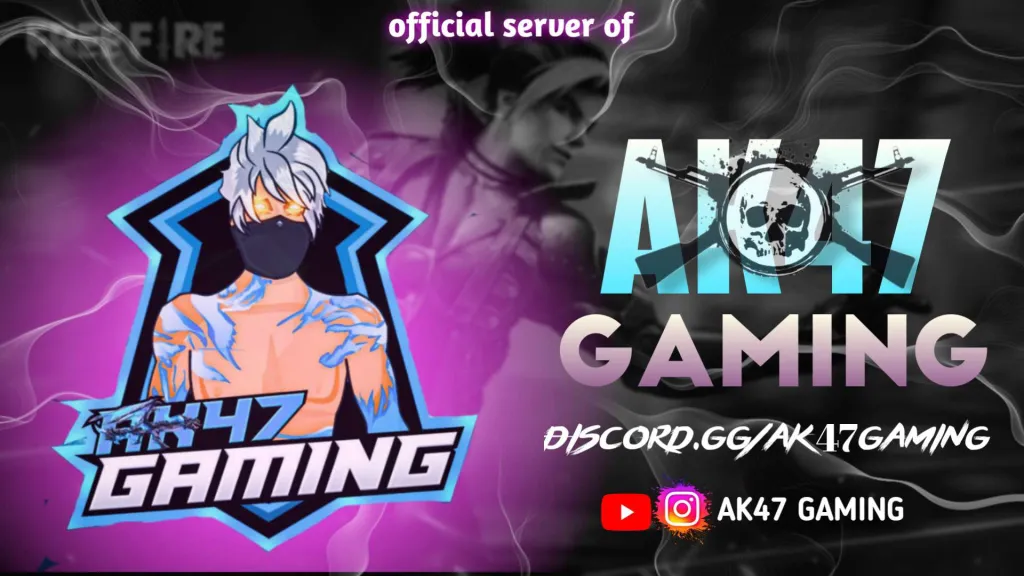 official server of
FREE FIRE
AK47
GAMING
AK47
GAMING
DISCORD.GG/AK47GAMING
AK47 GAMING